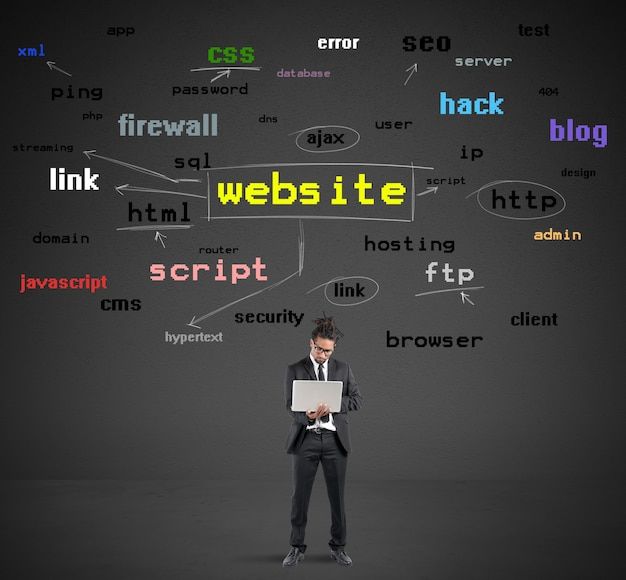 app
error
seo
test
xml
css
server
database
ping
password
404
hack
php
firewall
dns
user
blog
ajax
streaming
sql
ip
link
website
script
design
html
http
domain
router
hosting
admin
script
ftp
javascript
link
cms
security
client
hypertext
browser